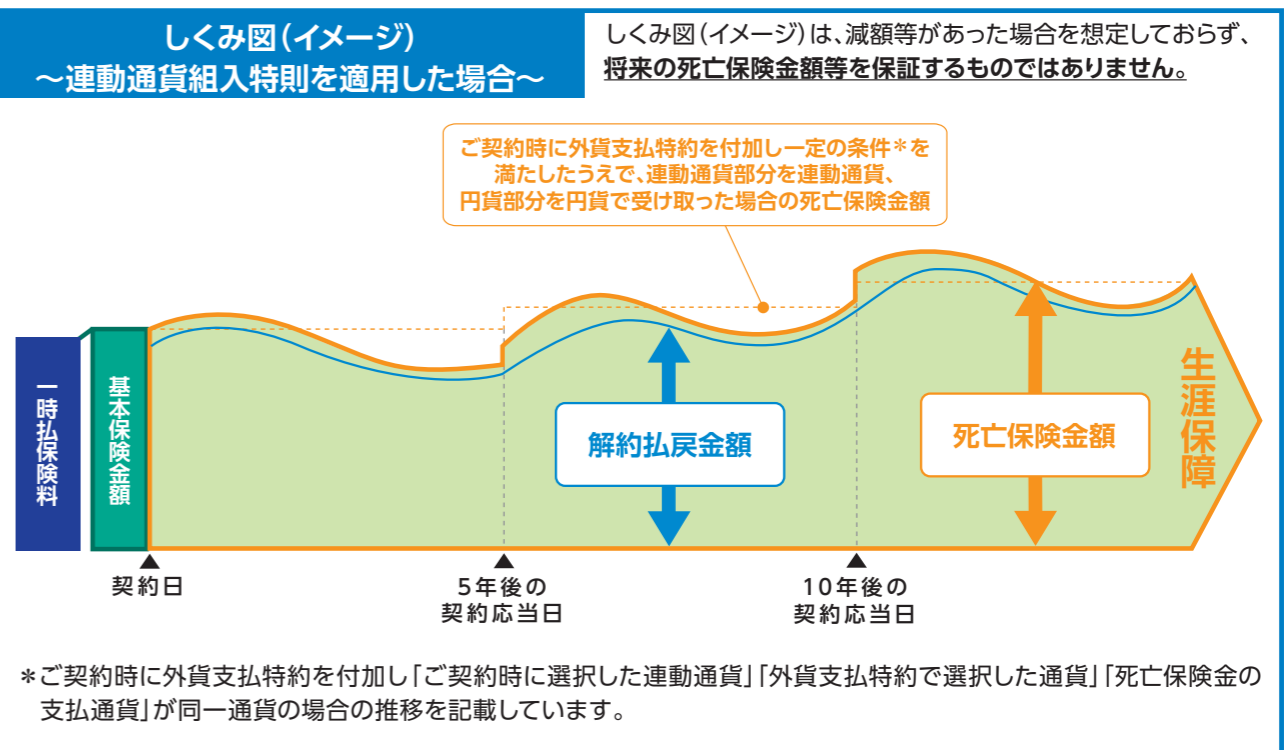 しくみ図(イメージ)
～連動通貨組入特則を適用した場合～
しくみ図(イメージ)は、減額等があった場合を想定しておらず、
将来の死亡保険金額等を保証するものではありません。
ご契約時に外貨支払特約を付加し一定の条件＊を
満たしたうえで、連動通貨部分を連動通貨、
円貨部分を円貨で受け取った場合の死亡保険金額
一時払保険料
基本保険金額
解約払戻金額
死亡保険金額
生涯保障
契約日
5年後の
契約応当日
10年後の
契約応当日
＊ご契約時に外貨支払特約を付加し「ご契約時に選択した連動通貨」「外貨支払特約で選択した通貨」「死亡保険金の
支払通貨」が同一通貨の場合の推移を記載しています。